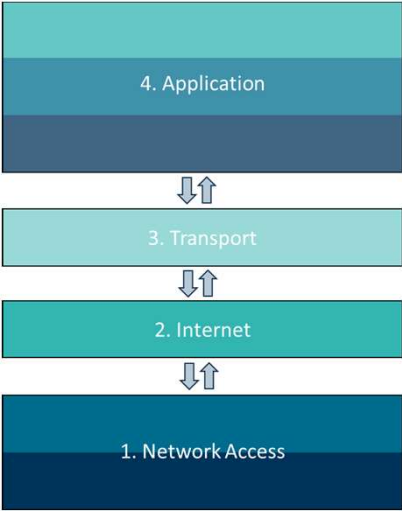 4. Application
3. Transport
2. Internet
1. Network Access